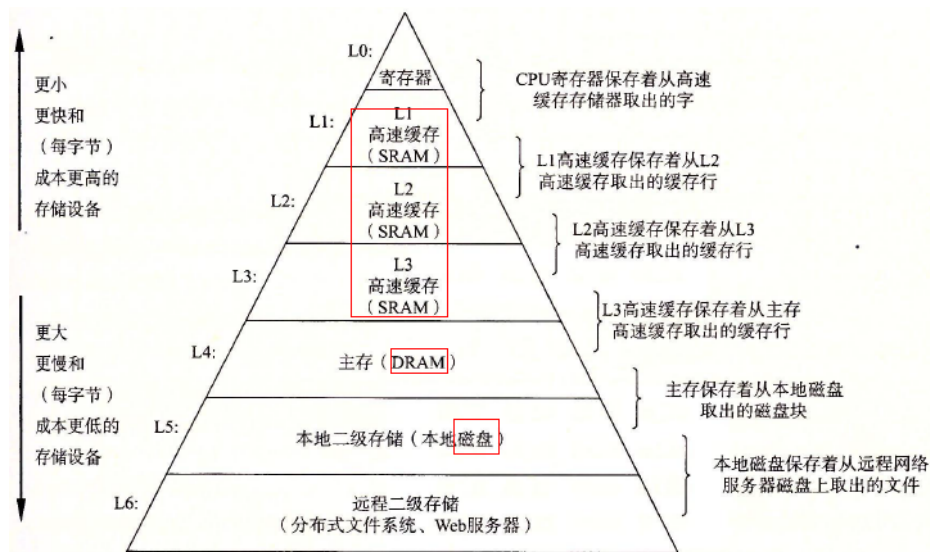 L0:
寄存器
L1:
L1
高速缓存
（SRAM）
L2:
L2
高速缓存
（SRAM）
L3:
L3
高速缓存
（SRAM）
L4:
主存（DRAM）
L5:
本地二级存储（本地磁盘）
L6:
远程二级存储
（分布式文件系统、Web服务器）
更小
更快和
（每字节）
成本更高的
存储设备
更大
更慢和
（每字节）
成本更低的
存储设备
CPU寄存器保存着从高速
缓存存储器取出的字
L1高速缓存保存着从L2
高速缓存取出的缓存行
L2高速缓存保存着从L3
高速缓存取出的缓存行
L3高速缓存保存着从主存
高速缓存取出的缓存行
主存保存着从本地磁盘
取出的磁盘块
本地磁盘保存着从远程网络
服务器磁盘上取出的文件